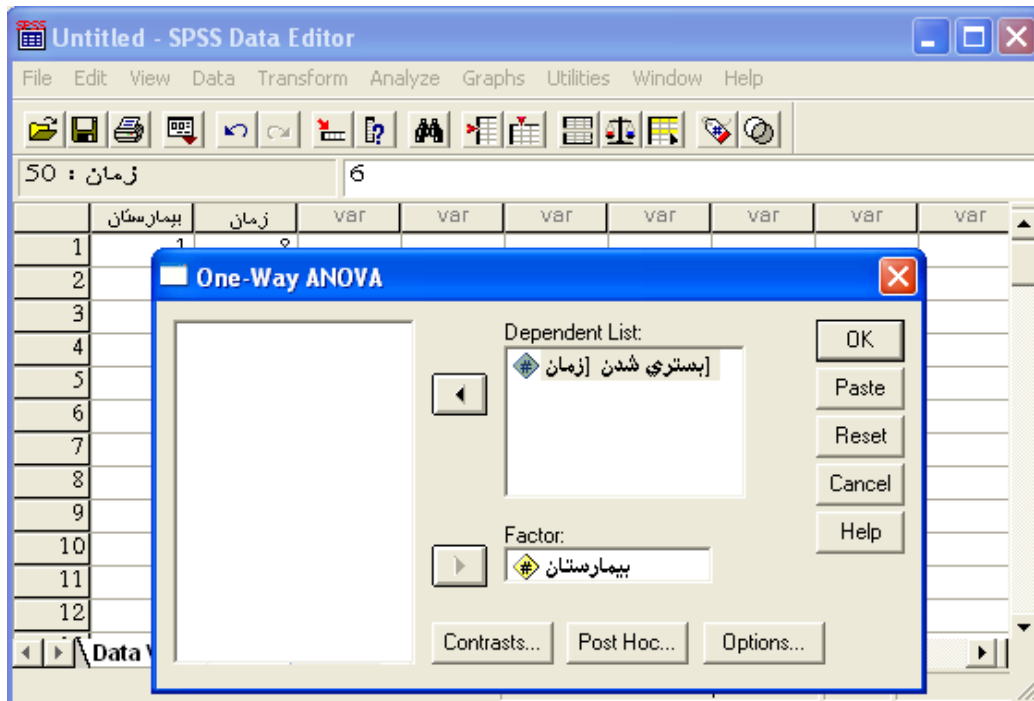 SPSS Untitled - SPSS Data Editor
File Edit View Data Transform Analyze Graphs Utilities Window Help
50 : زمان 6
بیمارستان زمان var var var var var var var
1 1 8
2
3
4
5
6
7
8
9
10
11
12
One-Way ANOVA
Dependent List:
بستري شدن [زمان]
Factor:
بیمارستان
OK
Paste
Reset
Cancel
Help
Contrasts... Post Hoc... Options...
Data V